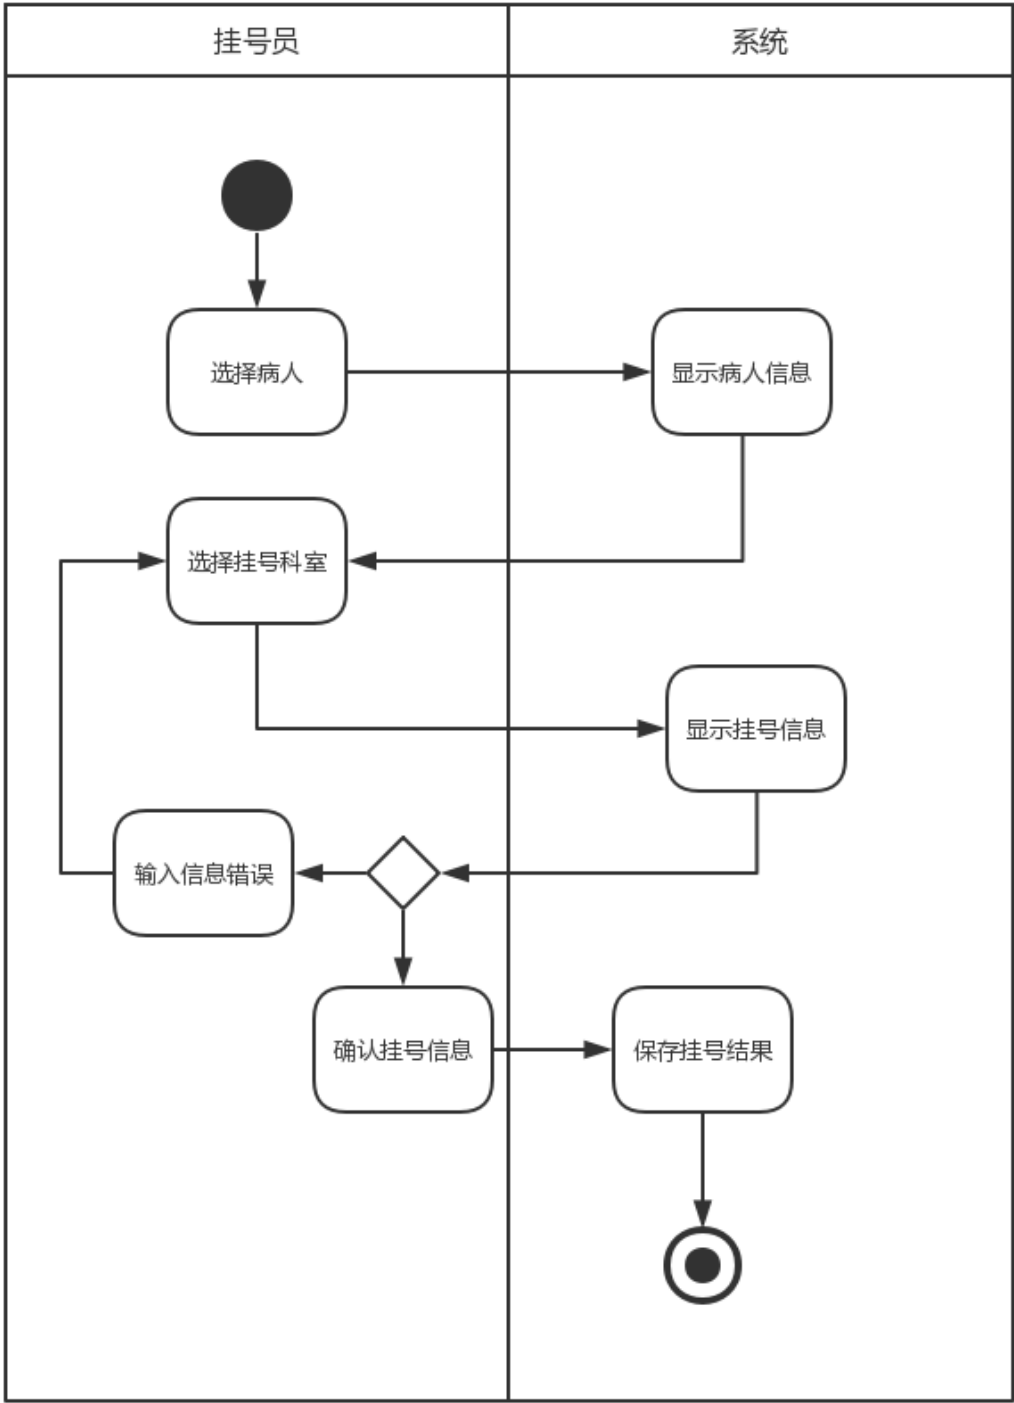 挂号员
系统
选择病人
显示病人信息
选择挂号科室
显示挂号信息
输入信息错误
确认挂号信息
保存挂号结果